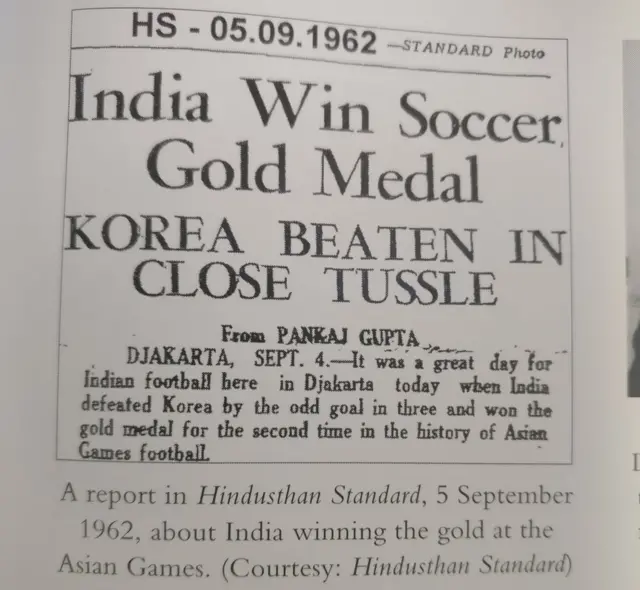 HS - 05.09.1962 —STANDARD Photo
India Win Soccer
Gold Medal
KOREA BEATEN IN
CLOSE TUSSLE
From PANKAJ GUPTA
DJAKARTA, SEPT. 4.—It was a great day for
Indian football here in Djakarta today when India
defeated Korea by the odd goal in three and won the
gold medal for the second time in the history of Asian
Games football.
A report in Hindusthan Standard, 5 September
1962, about India winning the gold at the
Asian Games. (Courtesy: Hindusthan Standard)